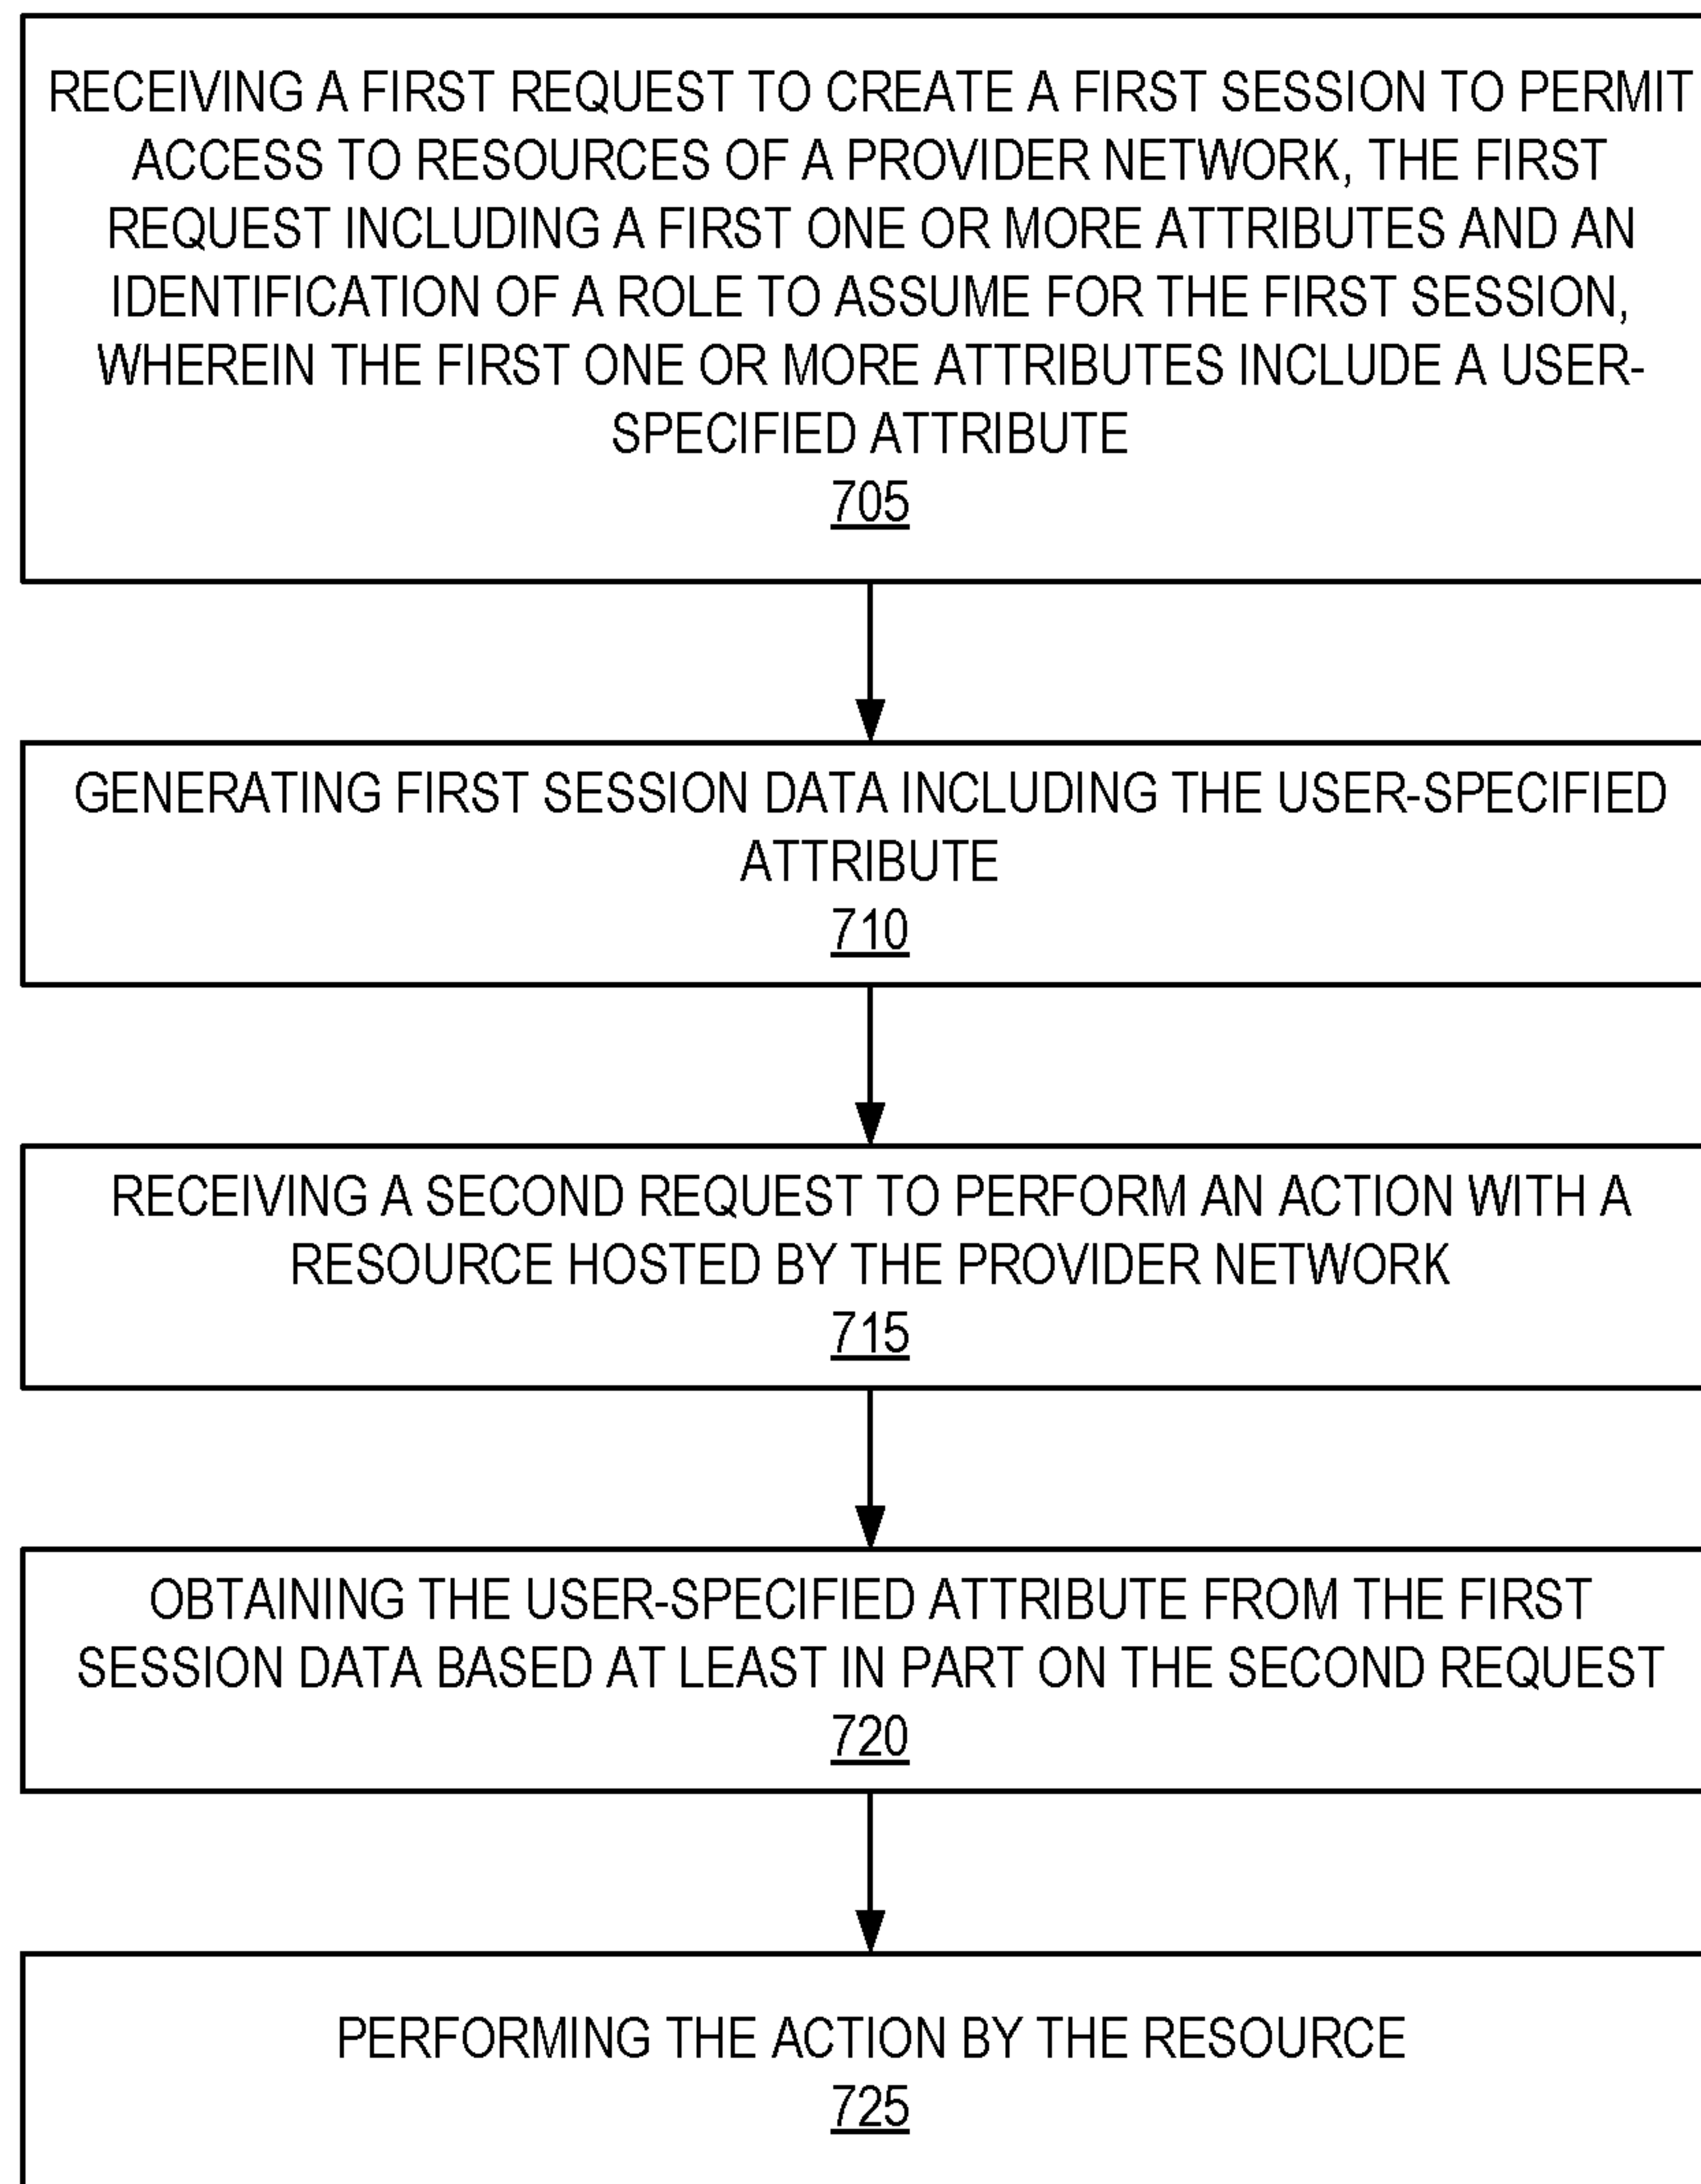 RECEIVING A FIRST REQUEST TO CREATE A FIRST SESSION TO PERMIT
ACCESS TO RESOURCES OF A PROVIDER NETWORK, THE FIRST
REQUEST INCLUDING A FIRST ONE OR MORE ATTRIBUTES AND AN
IDENTIFICATION OF A ROLE TO ASSUME FOR THE FIRST SESSION,
WHEREIN THE FIRST ONE OR MORE ATTRIBUTES INCLUDE A USER-
SPECIFIED ATTRIBUTE
705
GENERATING FIRST SESSION DATA INCLUDING THE USER-SPECIFIED
ATTRIBUTE
710
RECEIVING A SECOND REQUEST TO PERFORM AN ACTION WITH A
RESOURCE HOSTED BY THE PROVIDER NETWORK
715
OBTAINING THE USER-SPECIFIED ATTRIBUTE FROM THE FIRST
SESSION DATA BASED AT LEAST IN PART ON THE SECOND REQUEST
720
PERFORMING THE ACTION BY THE RESOURCE
725